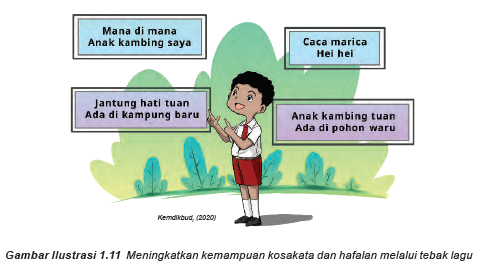 Mana di mana
Anak kambing saya
Caca marica
Hei hei
Jantung hati tuan
Ada di kampung baru
Anak kambing tuan
Ada di pohon waru
Kemdikbud, (2020)
Gambar Ilustrasi 1.11 Meningkatkan kemampuan kosakata dan hafalan melalui tebak lagu